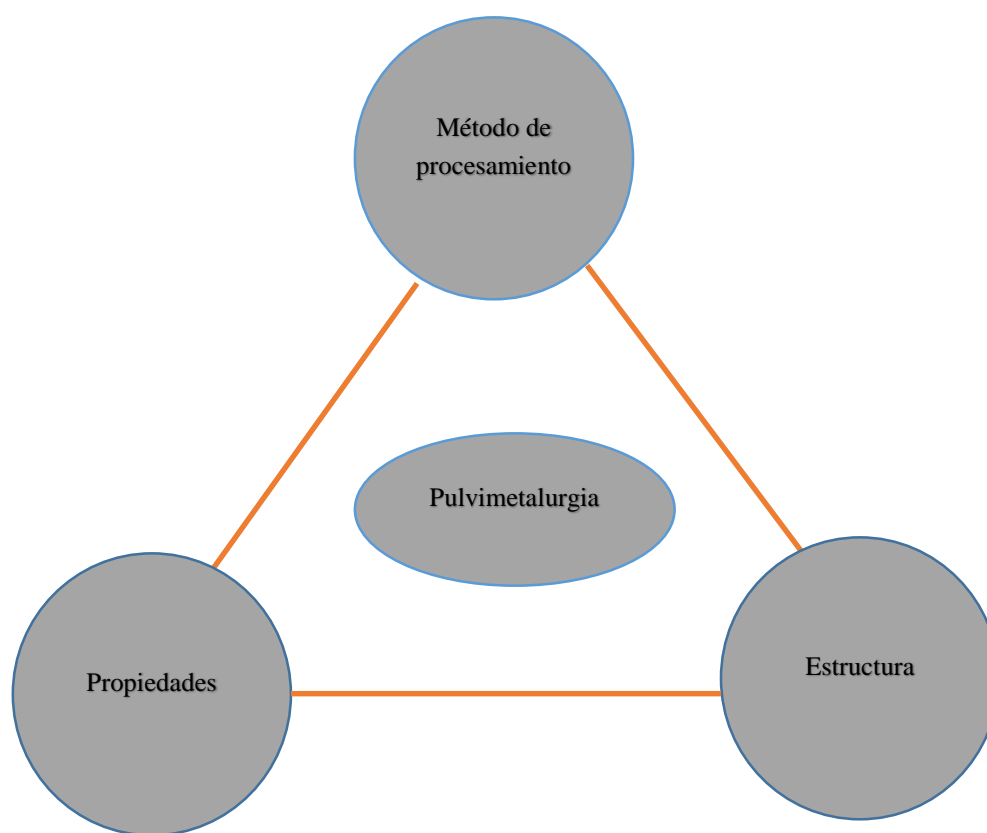 Método de
procesamiento
Pulvimetalurgia
Propiedades
Estructura